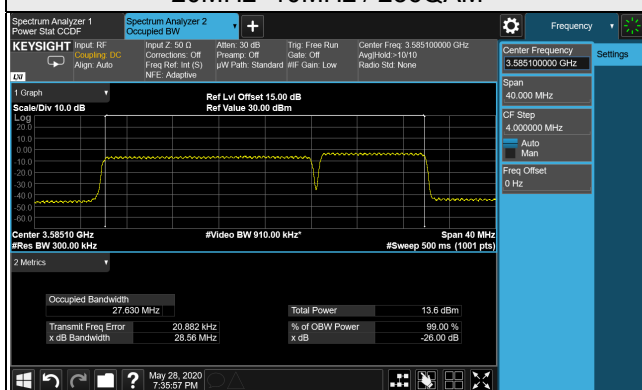 20MHz+10MHz / 256QAM
Spectrum Analyzer 1
Power Stat CCDF
Spectrum Analyzer 2
Occupied BW
Frequency
KEYSIGHT
Input: RF
Coupling: DC
Align: Auto
Input Z: 50 Ω
Corrections: Off
Freq Ref: Int (S)
NFE: Adaptive
Atten: 30 dB
Preamp: Off
µW Path: Standard
Trig: Free Run
Gate: Off
#IF Gain: Low
Center Freq: 3.585100000 GHz
Avg|Hold:>10/10
Radio Std: None
LXI
Center Frequency
3.585100000 GHz
Settings
Span
40.000 MHz
CF Step
4.000000 MHz
Auto
Man
Freq Offset
0 Hz
1 Graph
Scale/Div 10.0 dB
Ref Lvl Offset 15.00 dB
Ref Value 30.00 dBm
Log
20.0
10.0
0.00
-10.0
-20.0
-30.0
-40.0
-50.0
-60.0
Center 3.58510 GHz
#Res BW 300.00 kHz
#Video BW 910.00 kHz*
Span 40 MHz
#Sweep 500 ms (1001 pts)
2 Metrics
Occupied Bandwidth
27.630 MHz
Total Power
13.6 dBm
Transmit Freq Error
20.882 kHz
% of OBW Power
99.00 %
x dB Bandwidth
28.56 MHz
x dB
-26.00 dB
?
May 28, 2020
7:35:57 PM